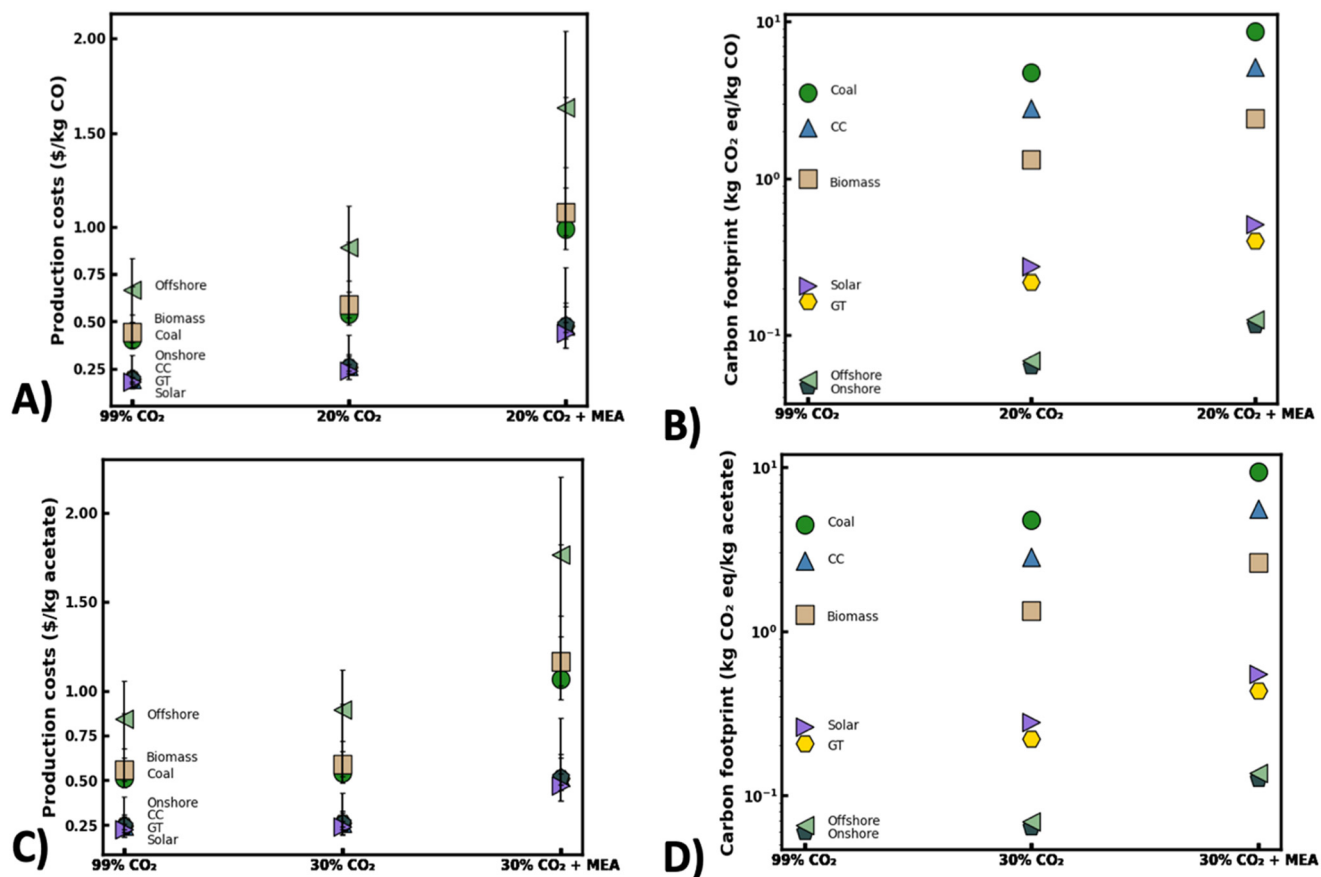 A)
Production costs ($/kg CO)
2.00
1.50
1.00
0.75
0.50
0.25
Offshore
Biomass
Coal
Onshore
CC
GT
Solar
99% CO₂
20% CO₂
20% CO₂ + MEA
B)
Carbon footprint (kg CO₂ eq/kg CO)
10¹
10⁰
10⁻¹
Coal
CC
Biomass
Solar
GT
Offshore
Onshore
99% CO₂
20% CO₂
20% CO₂ + MEA
C)
Production costs ($/kg acetate)
2.00
1.50
1.00
0.75
0.50
0.25
Offshore
Biomass
Coal
Onshore
CC
GT
Solar
99% CO₂
30% CO₂
30% CO₂ + MEA
D)
Carbon footprint (kg CO₂ eq/kg acetate)
10¹
10⁰
10⁻¹
Coal
CC
Biomass
Solar
GT
Offshore
Onshore
99% CO₂
30% CO₂
30% CO₂ + MEA